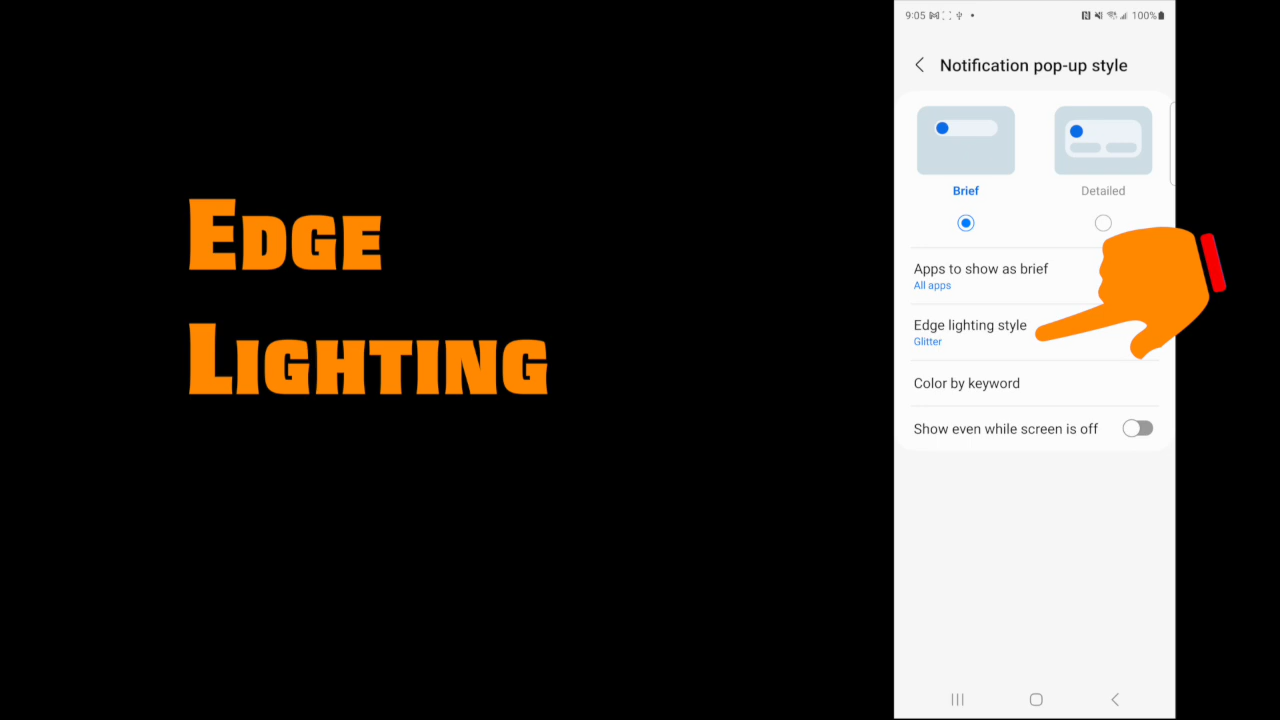 Edge
Lighting
9:05
100%
Notification pop-up style
Brief
Detailed
Apps to show as brief
All apps
Edge lighting style
Glitter
Color by keyword
Show even while screen is off